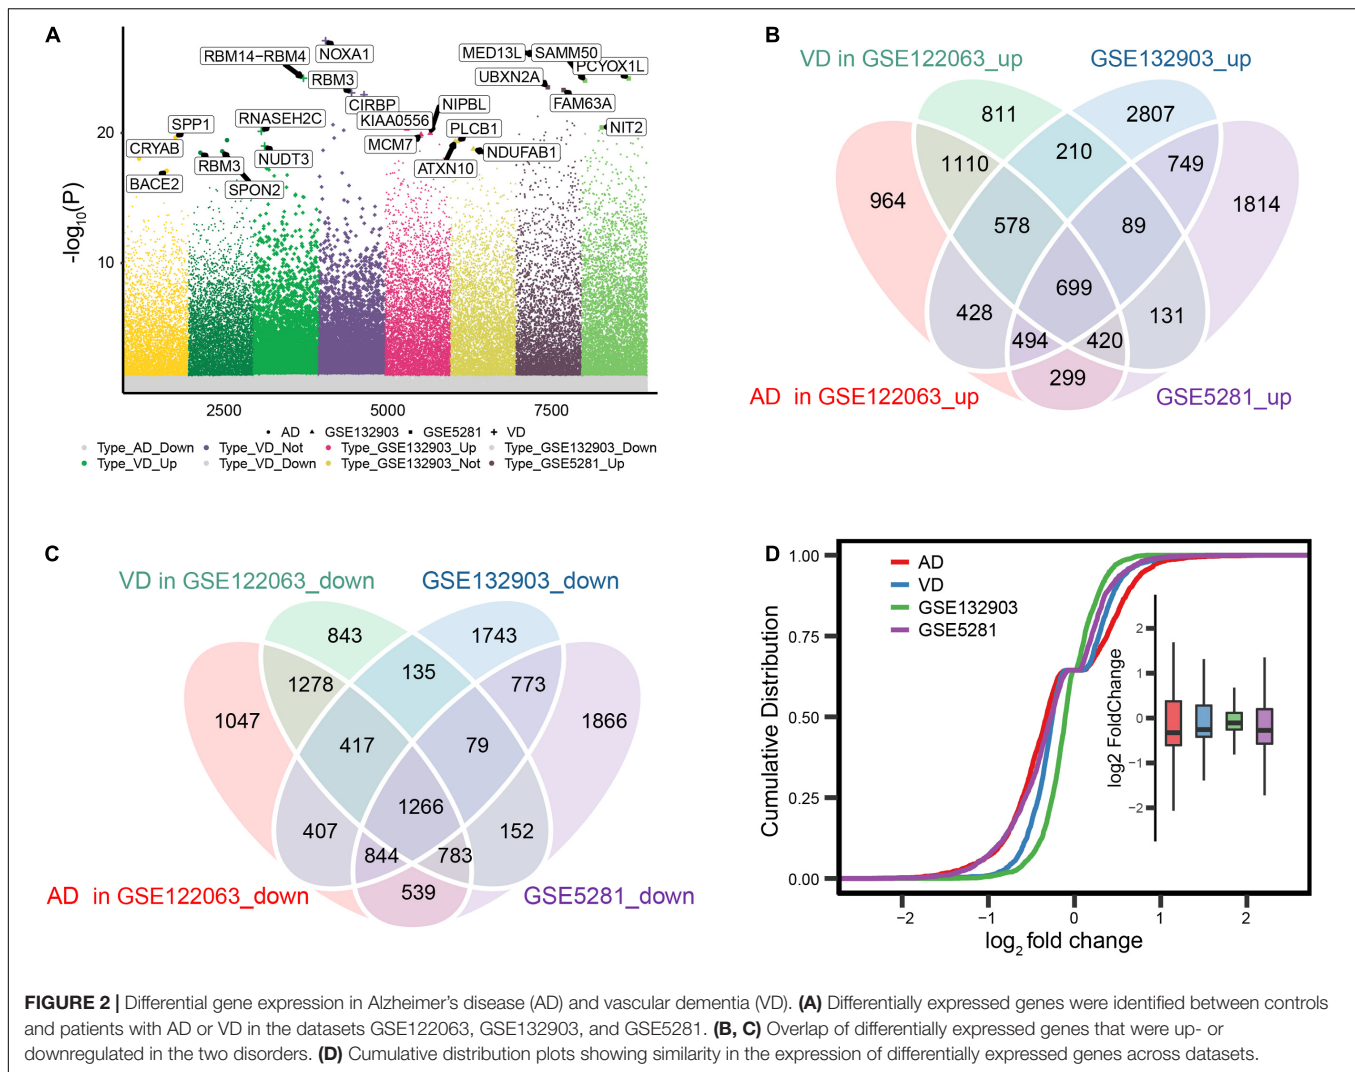 A
RBM14−RBM4
NOXA1
MED13L
SAMM50
PCYOX1L
UBXN2A
RBM3
CIRBP
NIPBL
FAM63A
SPP1
RNASEH2C
KIAA0556
PLCB1
NIT2
CRYAB
RBM3
NUDT3
MCM7
NDUFAB1
BACE2
SPON2
ATXN10
-log10(P)
20
10
2500
5000
7500
AD GSE132903 GSE5281 VD
Type_AD_Down Type_VD_Not Type_GSE132903_Up Type_GSE132903_Down
Type_VD_Up Type_VD_Down Type_GSE132903_Not Type_GSE5281_Up
B
VD in GSE122063_up
GSE132903_up
811
2807
1110
210
749
964
1814
578
89
699
428
131
494
420
299
AD in GSE122063_up
GSE5281_up
C
VD in GSE122063_down
GSE132903_down
843
1743
1278
135
773
1047
1866
417
79
1266
407
152
844
783
539
AD in GSE122063_down
GSE5281_down
D
Cumulative Distribution
1.00
0.75
0.50
0.25
0.00
AD
VD
GSE132903
GSE5281
log2 FoldChange
2
1
0
−1
−2
−2
−1
0
1
2
log2 fold change
FIGURE 2 | Differential gene expression in Alzheimer's disease (AD) and vascular dementia (VD). (A) Differentially expressed genes were identified between controls
and patients with AD or VD in the datasets GSE122063, GSE132903, and GSE5281. (B, C) Overlap of differentially expressed genes that were up- or
downregulated in the two disorders. (D) Cumulative distribution plots showing similarity in the expression of differentially expressed genes across datasets.